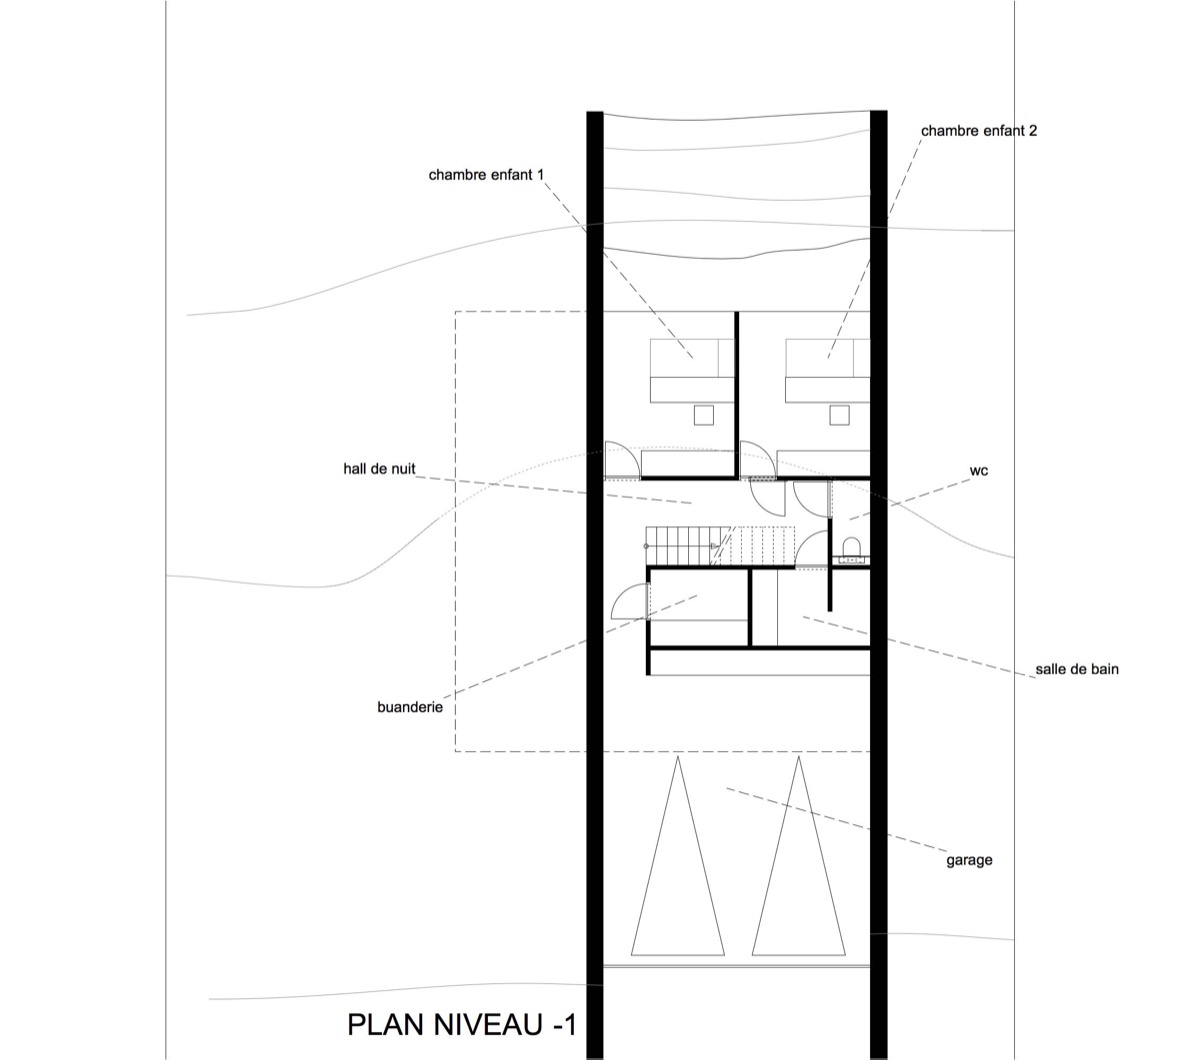 chambre enfant 2
chambre enfant 1
hall de nuit
wc
salle de bain
buanderie
garage
PLAN NIVEAU -1